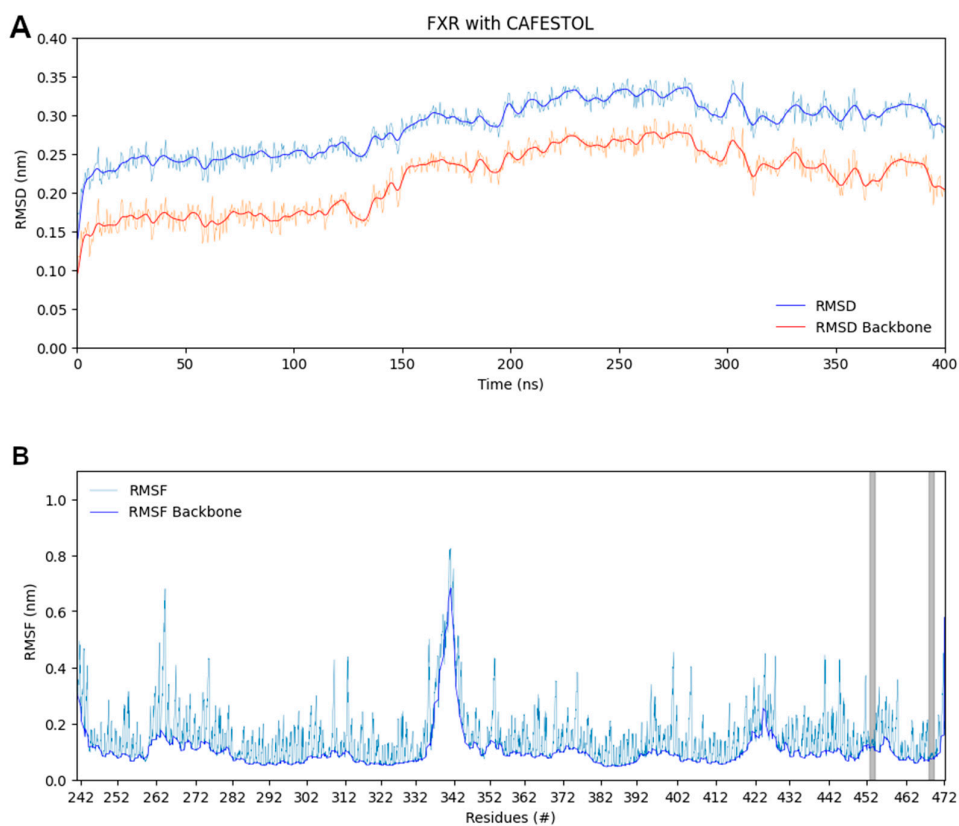 A
FXR with CAFESTOL
0.40
0.35
0.30
0.25
0.20
0.15
0.10
0.05
0.00
RMSD (nm)
RMSD
RMSD Backbone
0 50 100 150 200 250 300 350 400
Time (ns)
B
1.0
0.8
0.6
0.4
0.2
0.0
RMSF (nm)
RMSF
RMSF Backbone
242 252 262 272 282 292 302 312 322 332 342 352 362 372 382 392 402 412 422 432 442 452 462 472
Residues (#)